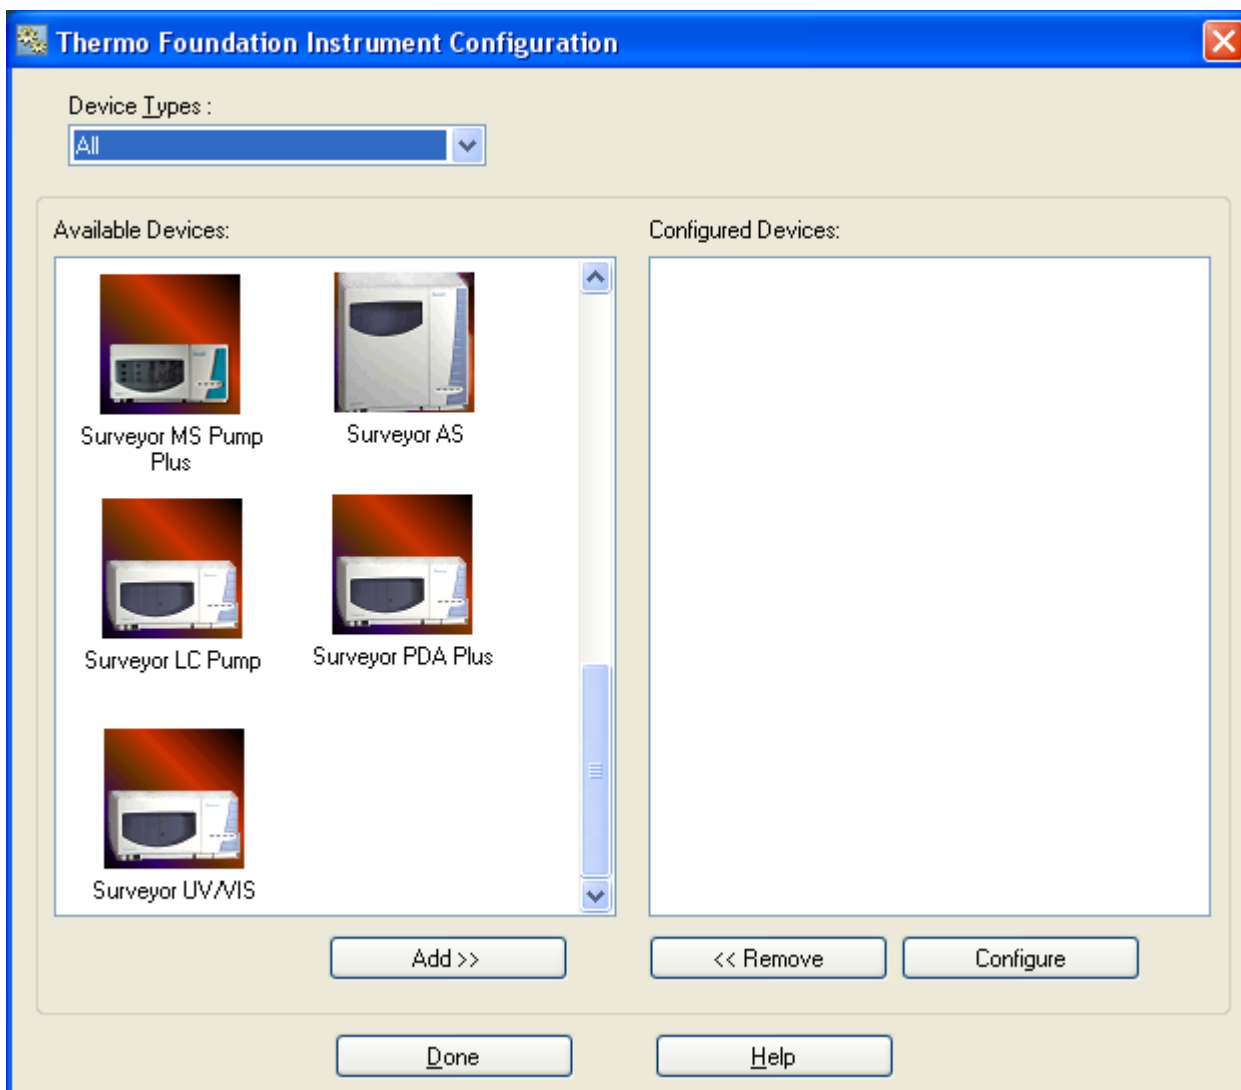 Thermo Foundation Instrument Configuration
Device Types :
All
Available Devices:
Configured Devices:
Surveyor MS Pump
Plus
Surveyor AS
Surveyor LC Pump
Surveyor PDA Plus
Surveyor UV/VIS
Add >>
<< Remove
Configure
Done
Help